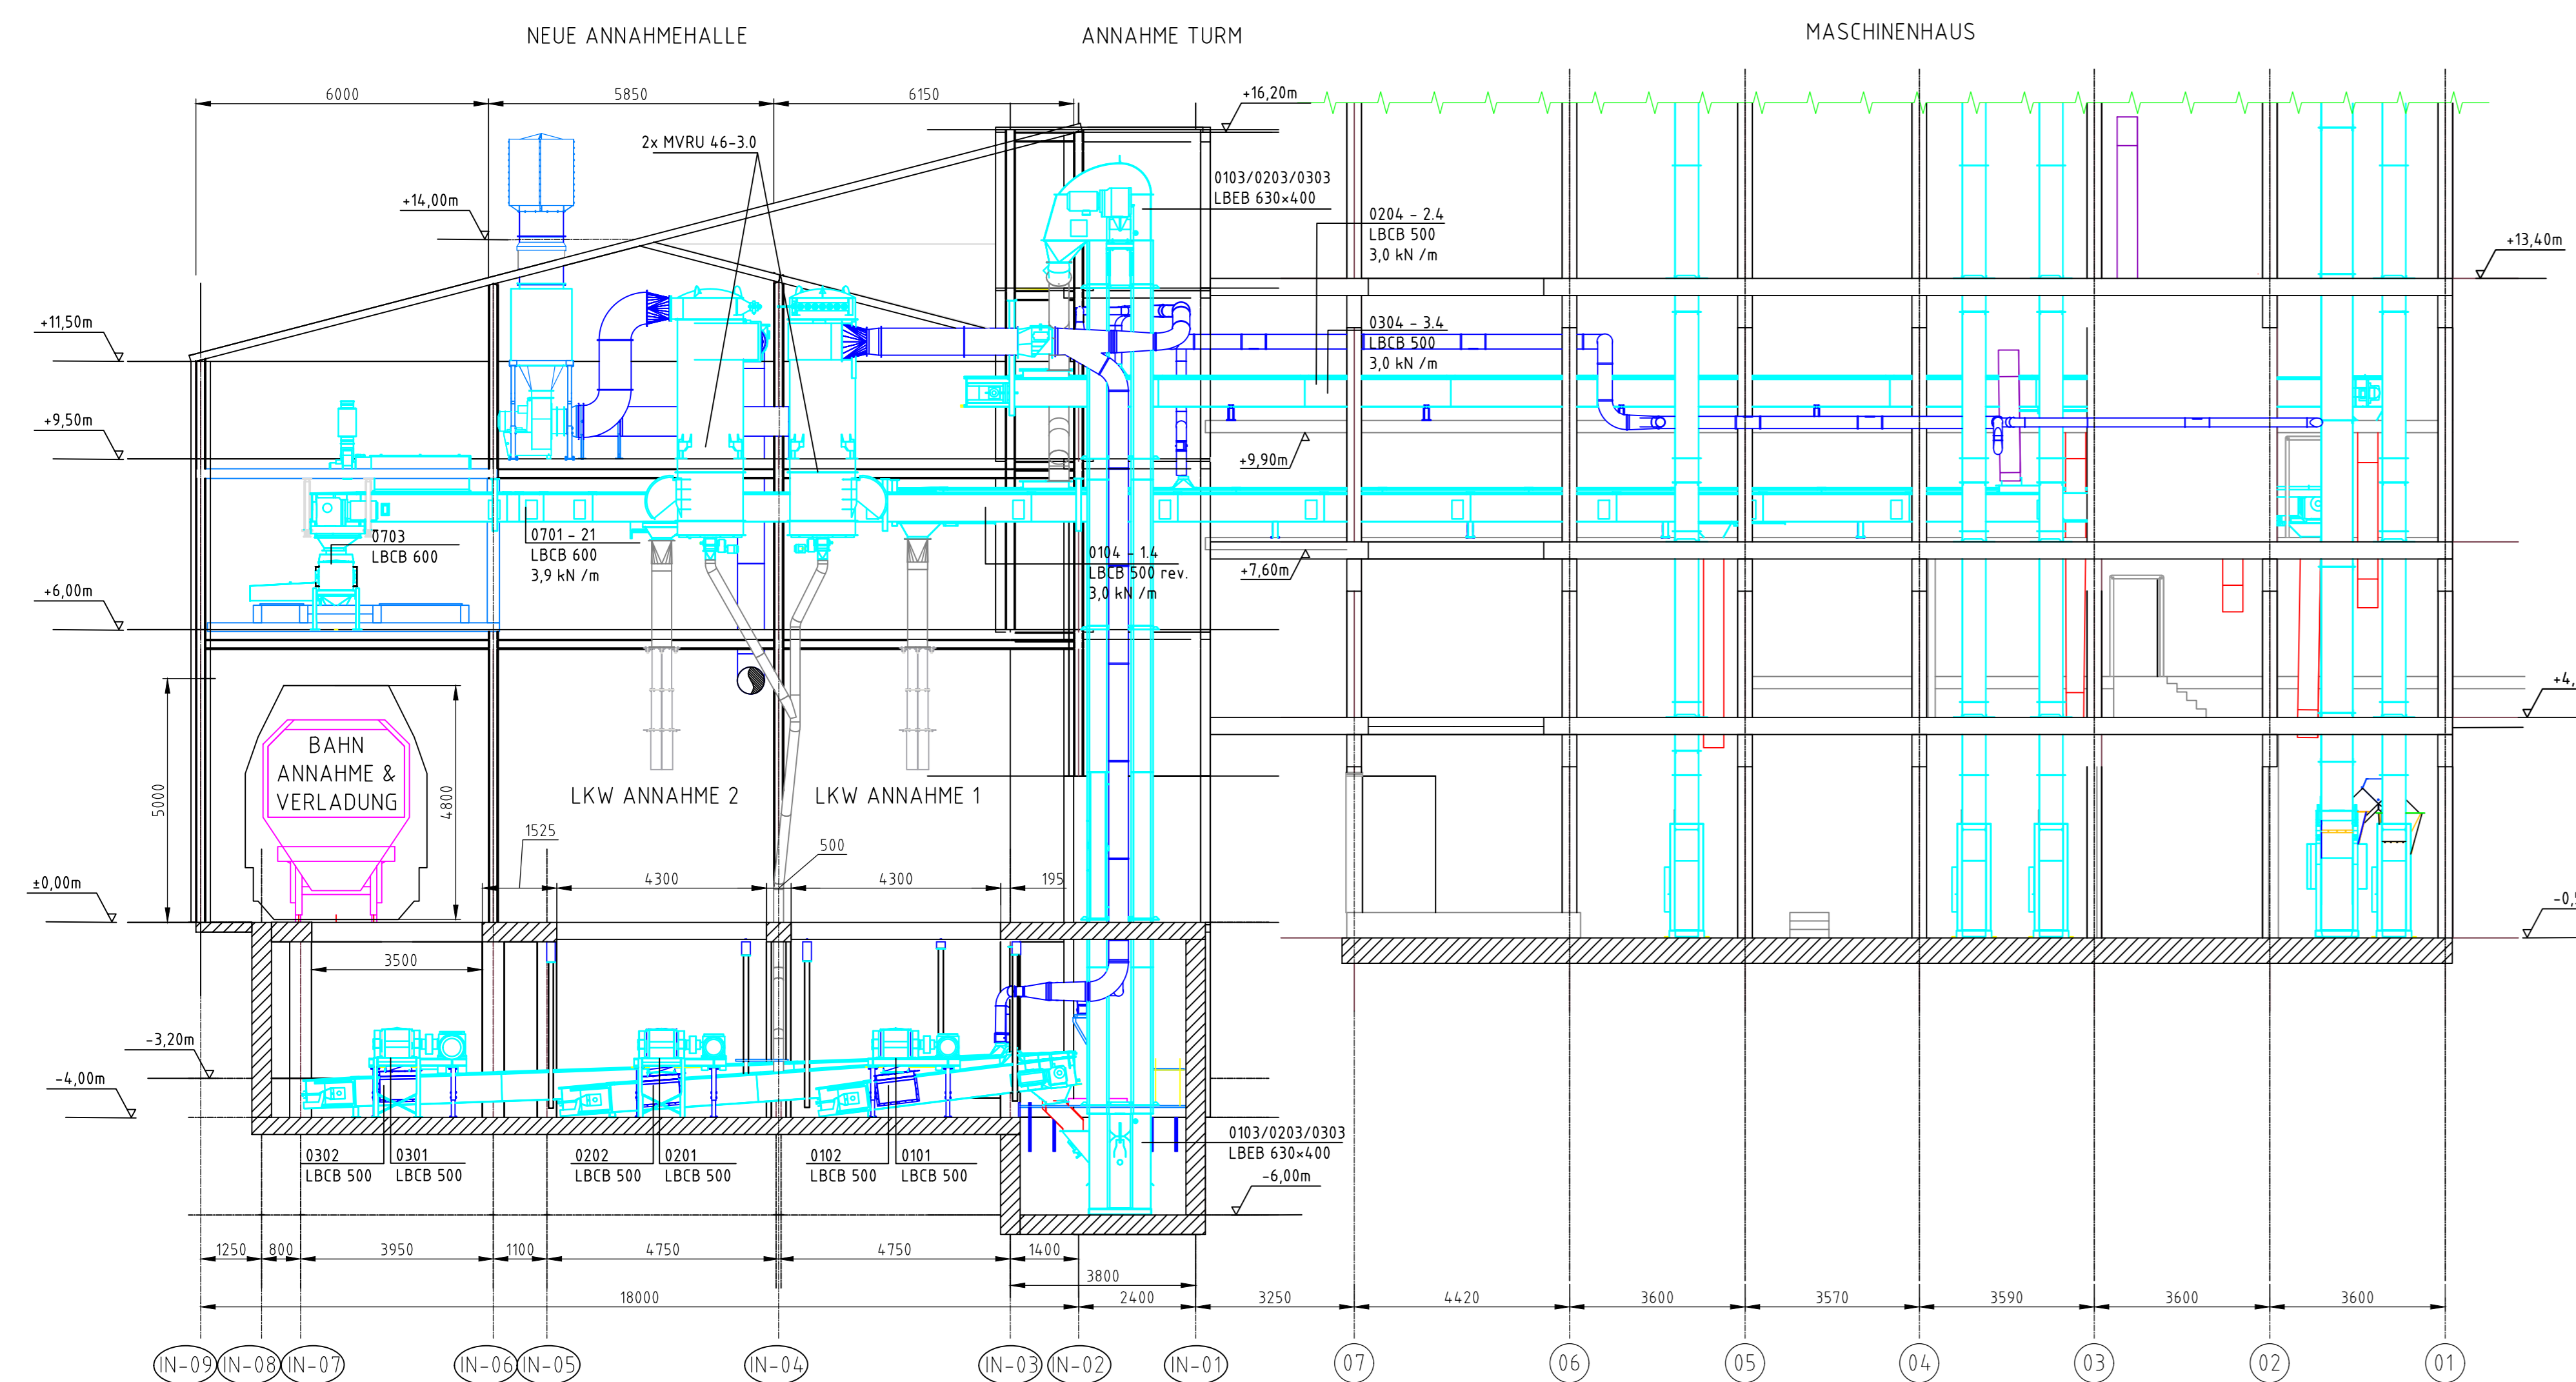 NEUE ANNAHMEHALLE
ANNAHME TURM
MASCHINENHAUS
6000
5850
6150
+16,20m
2x MVRU 46-3.0
0103/0203/0303
LBEB 630×400
+14,00m
0204 - 2.4
LBCB 500
3,0 kN /m
+13,40m
+11,50m
0304 - 3.4
LBCB 500
3,0 kN /m
+9,50m
+9,90m
0703
LBCB 600
0701 - 21
LBCB 600
3,9 kN /m
0104 - 1.4
LBCB 500 rev.
3,0 kN /m
+7,60m
+6,00m
+4,
5000
4800
BAHN
ANNAHME &
VERLADUNG
LKW ANNAHME 2
LKW ANNAHME 1
1525
500
±0,00m
4300
4300
195
-0,
3500
-3,20m
-4,00m
0302
LBCB 500
0301
LBCB 500
0202
LBCB 500
0201
LBCB 500
0102
LBCB 500
0101
LBCB 500
0103/0203/0303
LBEB 630×400
-6,00m
1250
800
3950
1100
4750
4750
1400
3800
18000
2400
3250
4420
3600
3570
3590
3600
3600
IN-09
IN-08
IN-07
IN-06
IN-05
IN-04
IN-03
IN-02
IN-01
07
06
05
04
03
02
01